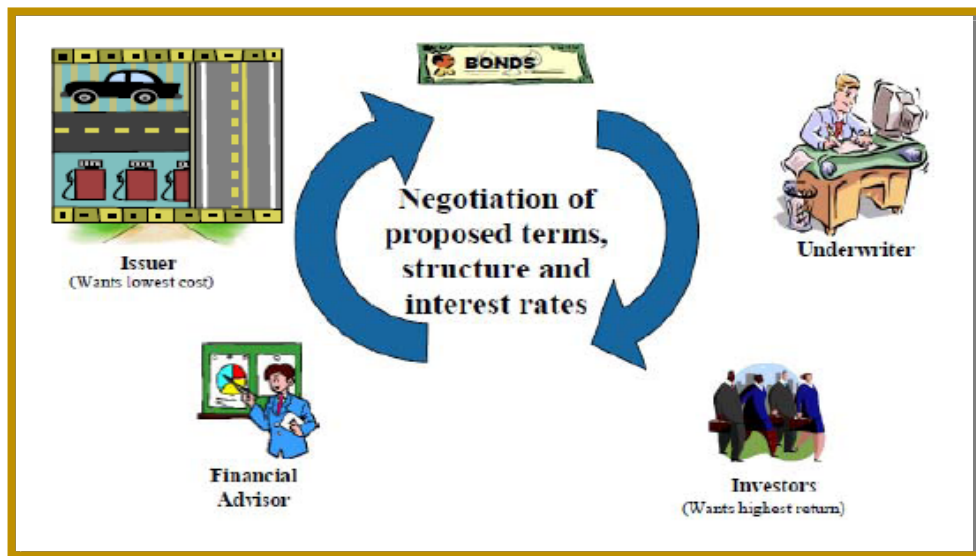 BONDS
Negotiation of
proposed terms,
structure and
interest rates
Issuer
(Wants lowest cost)
Underwriter
Financial
Advisor
Investors
(Wants highest return)